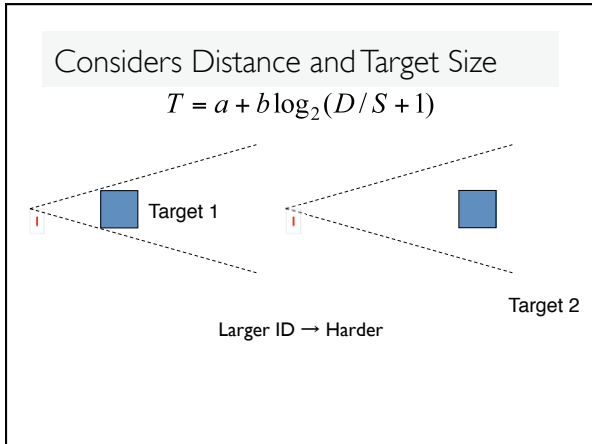 Considers Distance and Target Size
T = a + b log₂(D / S + 1)
Target 1
Target 2
Larger ID → Harder